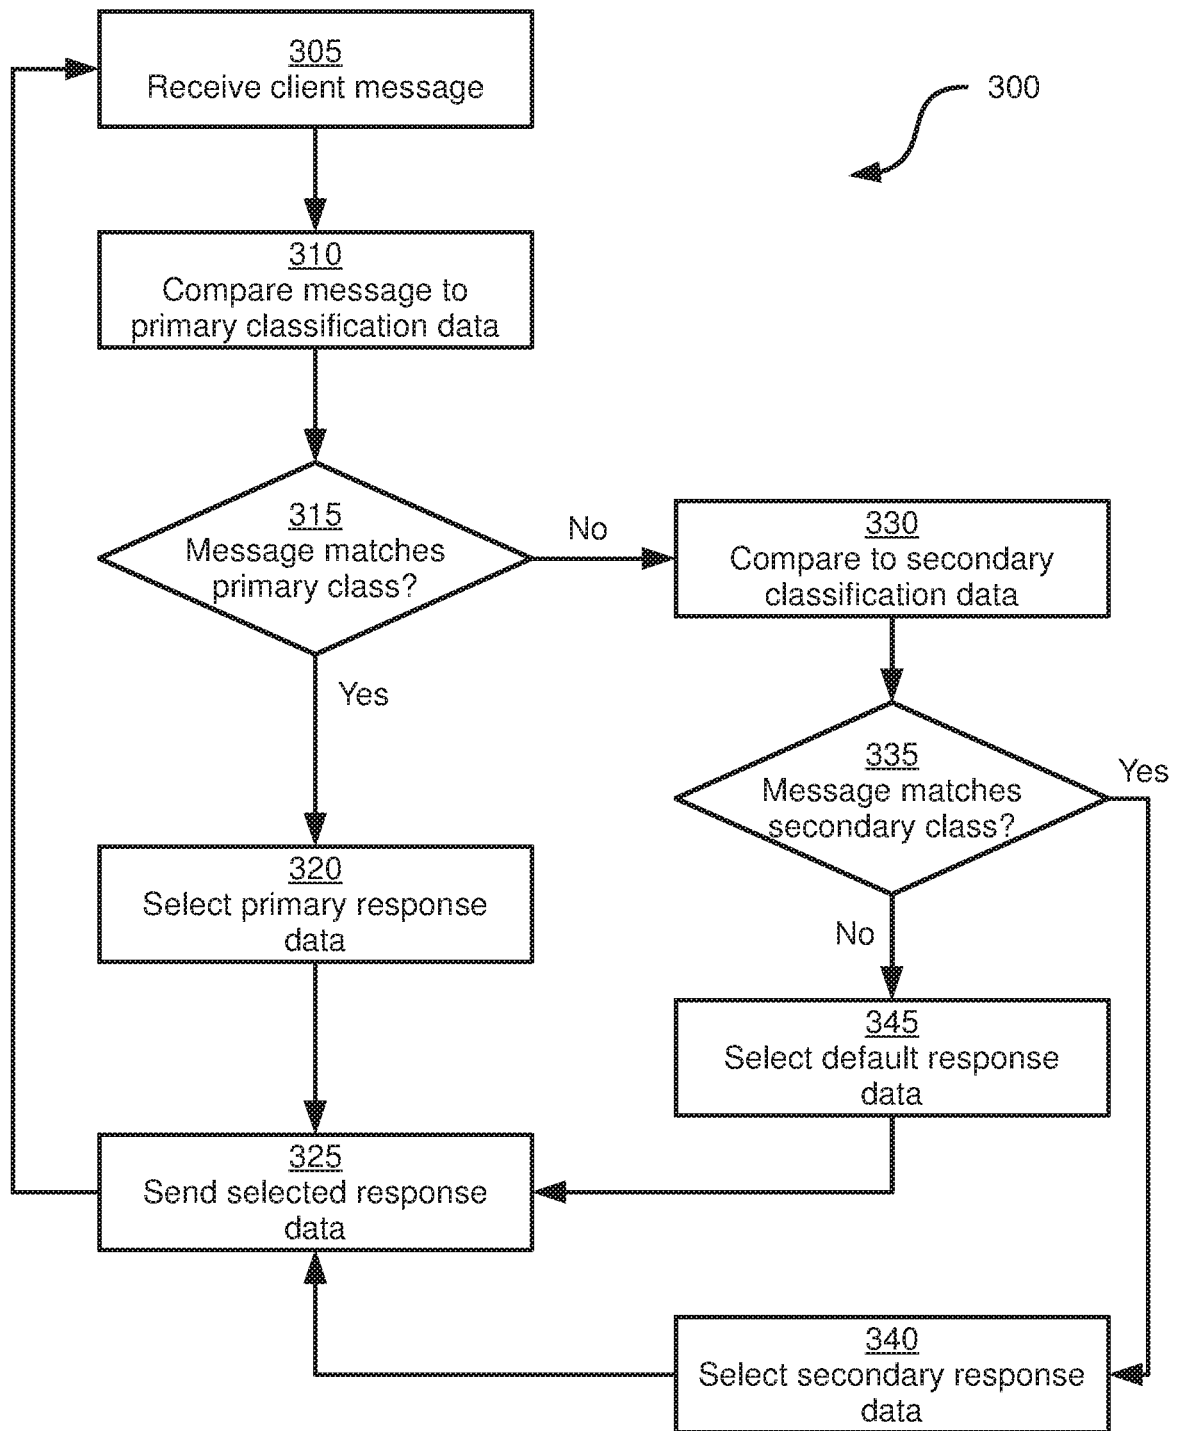 305
Receive client message
300
310
Compare message to
primary classification data
315
Message matches
primary class?
No
330
Compare to secondary
classification data
Yes
335
Message matches
secondary class?
Yes
320
Select primary response
data
No
345
Select default response
data
325
Send selected response
data
340
Select secondary response
data